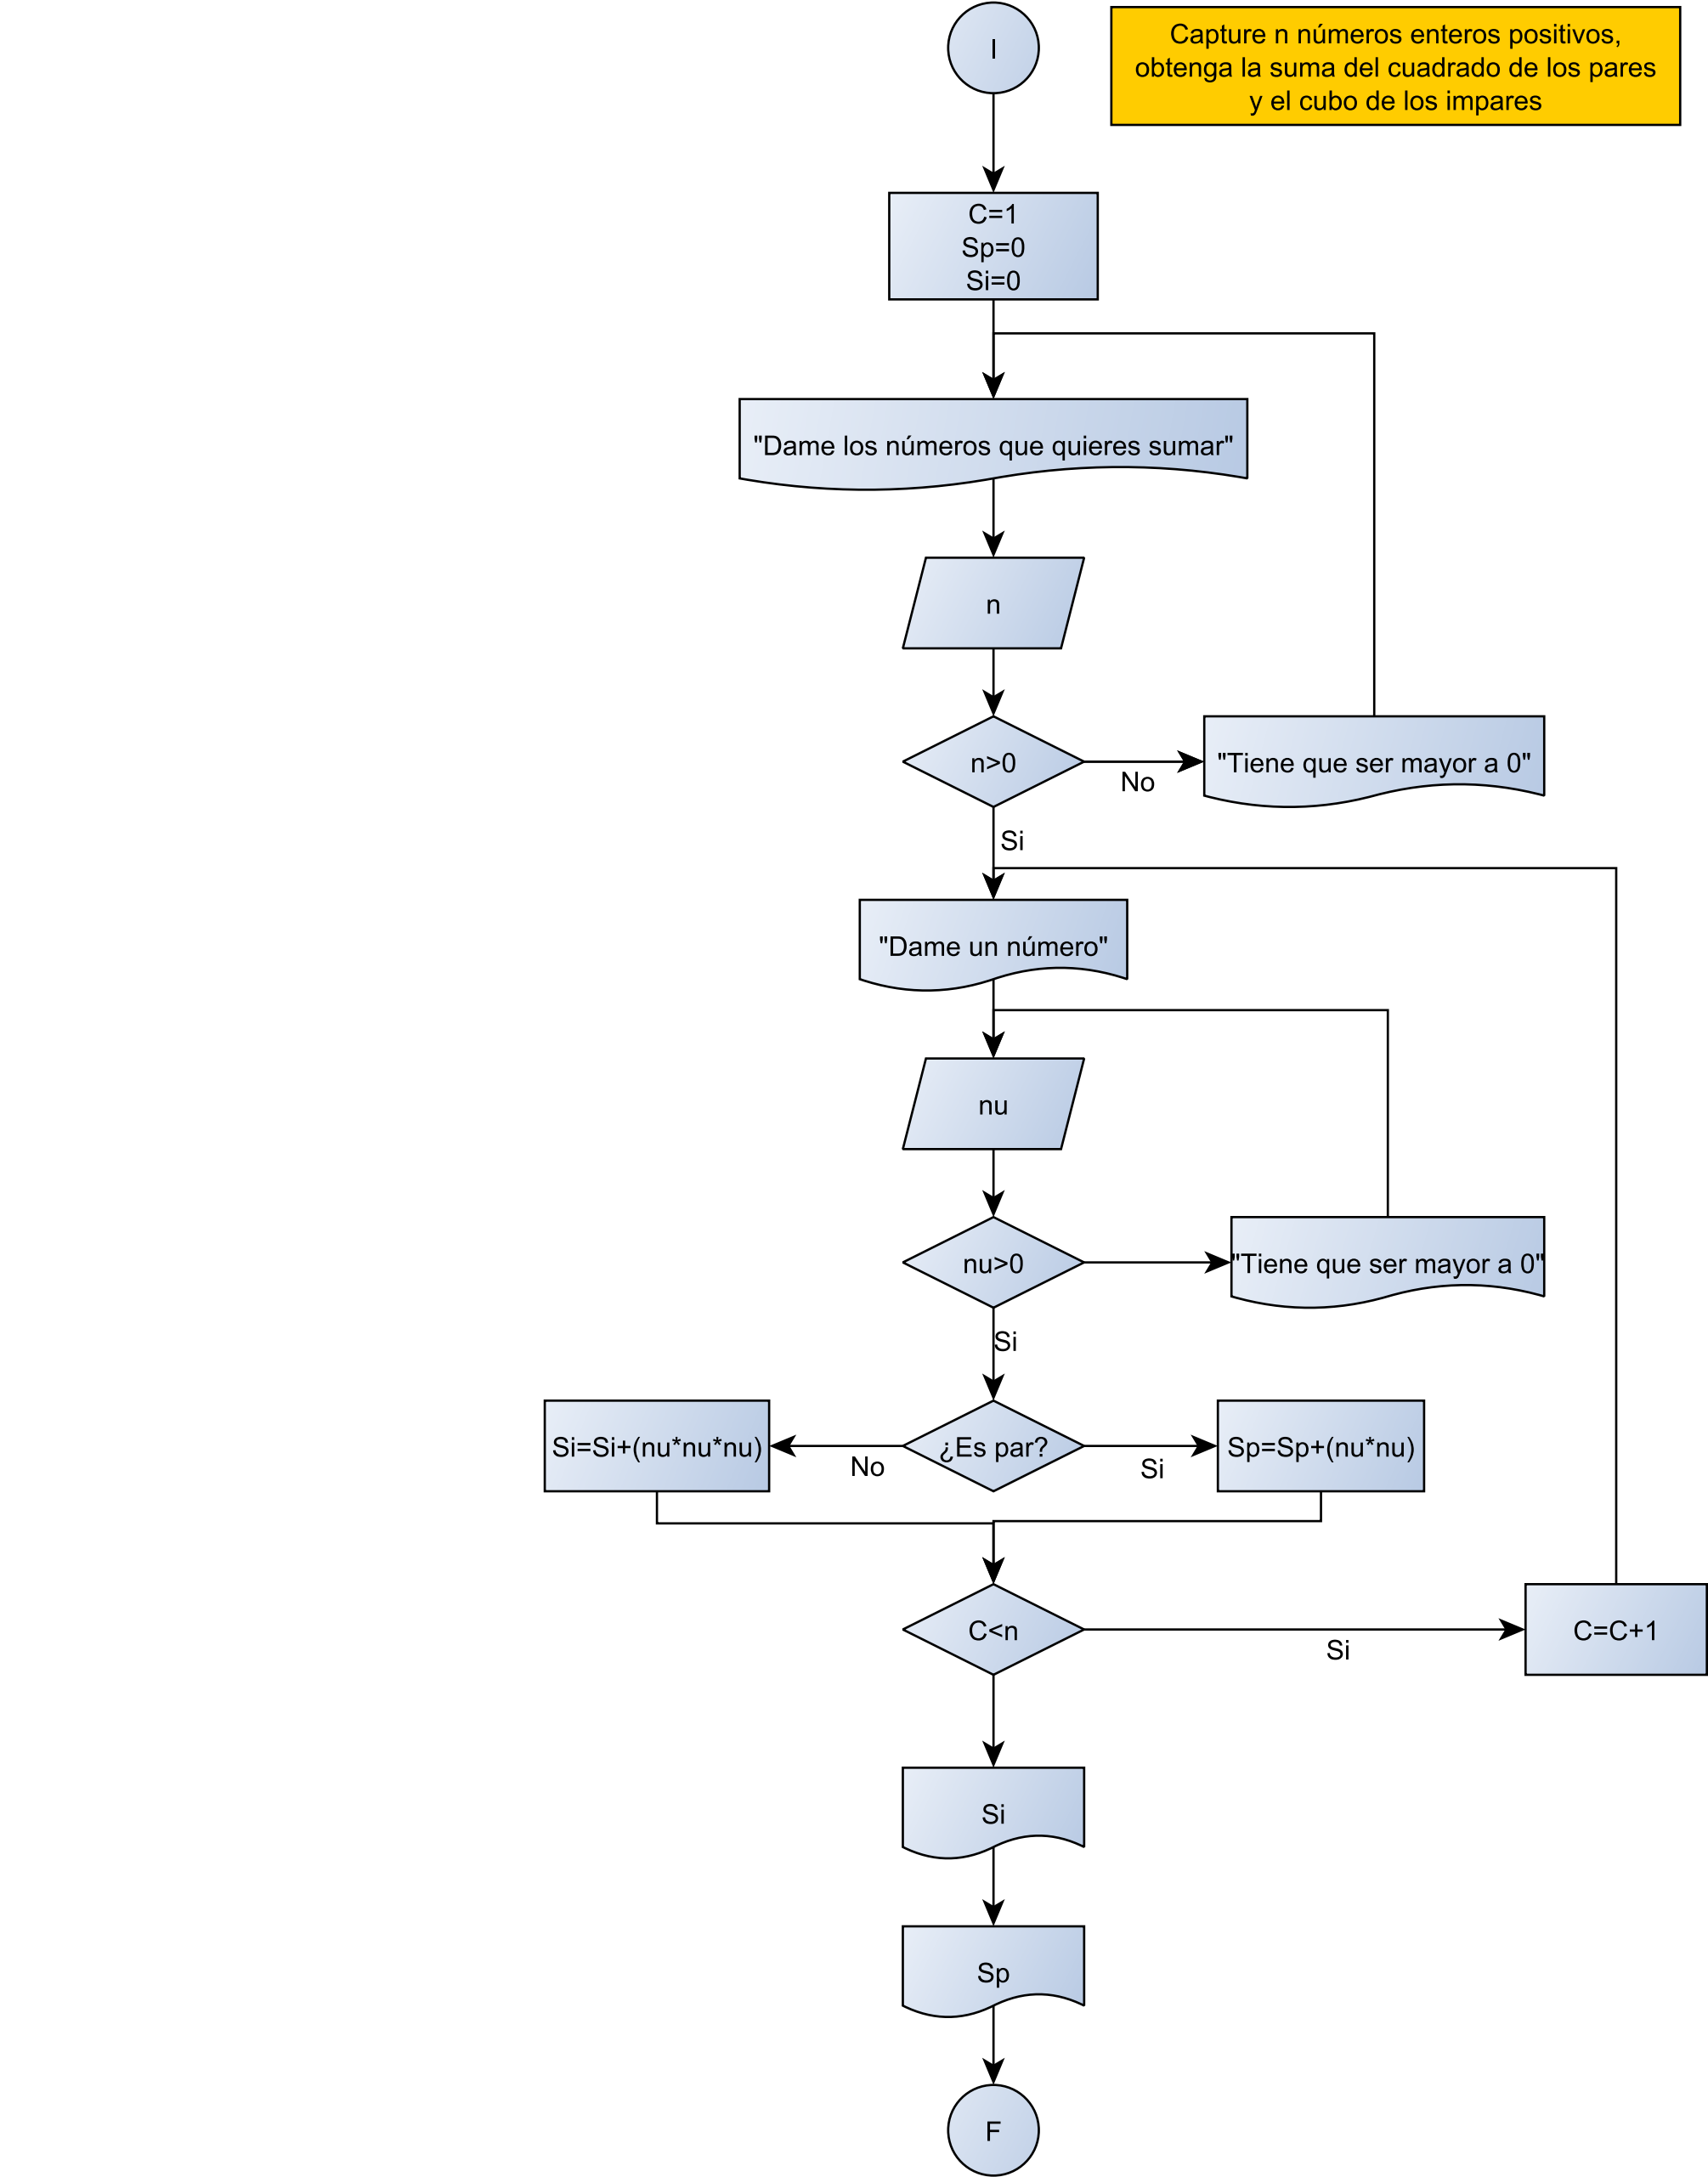 I
Capture n números enteros positivos,
obtenga la suma del cuadrado de los pares
y el cubo de los impares
C=1
Sp=0
Si=0
"Dame los números que quieres sumar"
n
n>0
No
"Tiene que ser mayor a 0"
Si
"Dame un número"
nu
nu>0
"Tiene que ser mayor a 0"
Si
Si=Si+(nu*nu*nu)
No
¿Es par?
Si
Sp=Sp+(nu*nu)
C<n
Si
C=C+1
Si
Sp
F